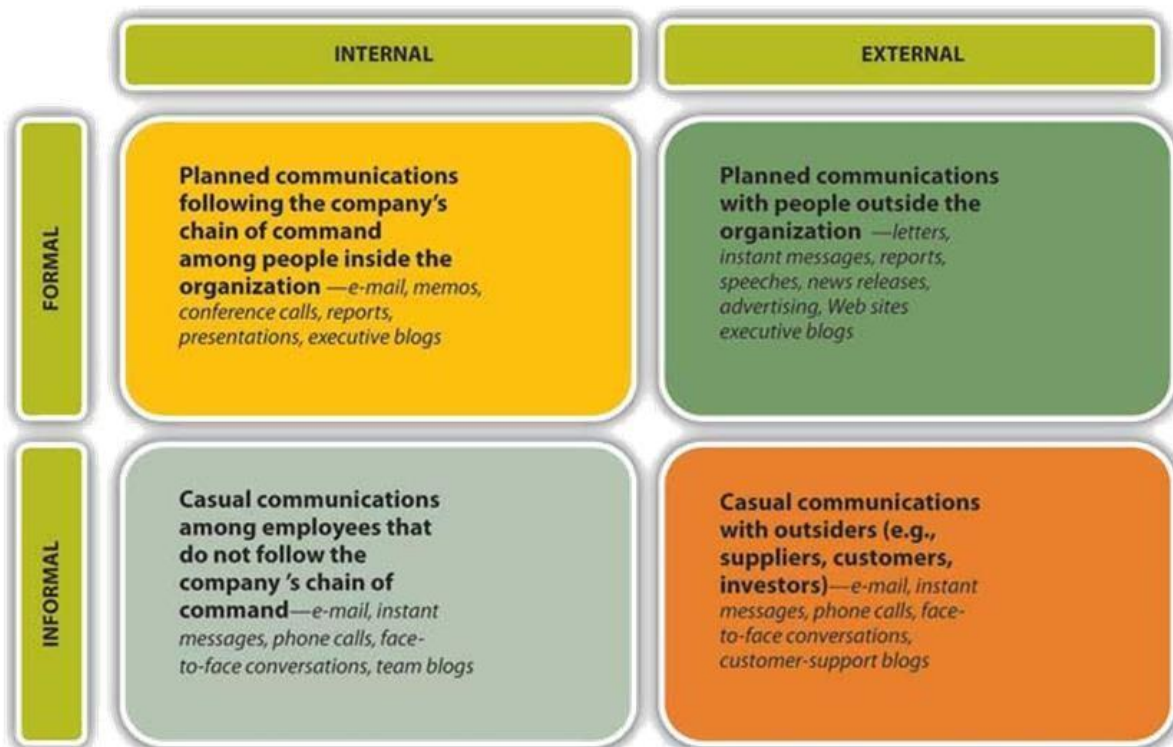 INTERNAL
EXTERNAL
FORMAL
Planned communications
following the company's
chain of command
among people inside the
organization —e-mail, memos,
conference calls, reports,
presentations, executive blogs
Planned communications
with people outside the
organization —letters,
instant messages, reports,
speeches, news releases,
advertising, Web sites
executive blogs
INFORMAL
Casual communications
among employees that
do not follow the
company 's chain of
command—e-mail, instant
messages, phone calls, face-
to-face conversations, team blogs
Casual communications
with outsiders (e.g.,
suppliers, customers,
investors)—e-mail, instant
messages, phone calls, face-
to-face conversations,
customer-support blogs